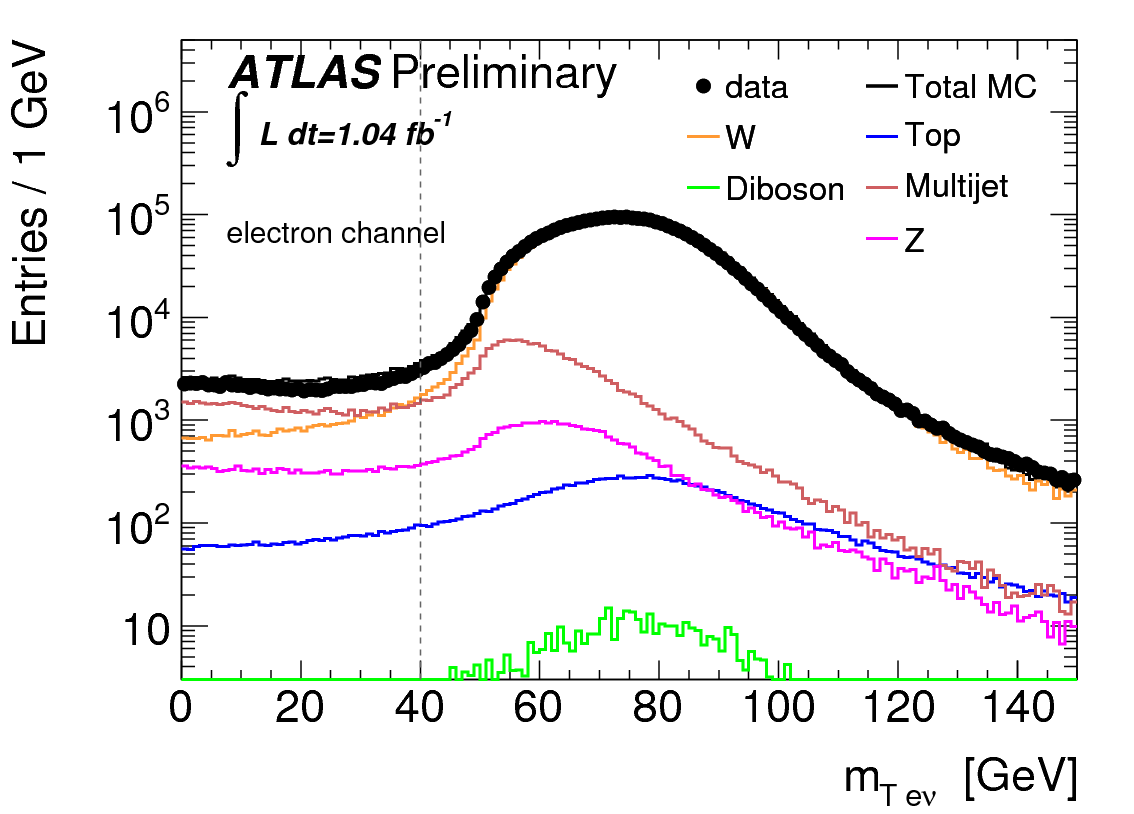 Entries / 1 GeV
ATLAS Preliminary
∫ L dt=1.04 fb⁻¹
electron channel
data
Total MC
W
Top
Diboson
Multijet
Z
10⁶
10⁵
10⁴
10³
10²
10
0 20 40 60 80 100 120 140
m_T eν [GeV]